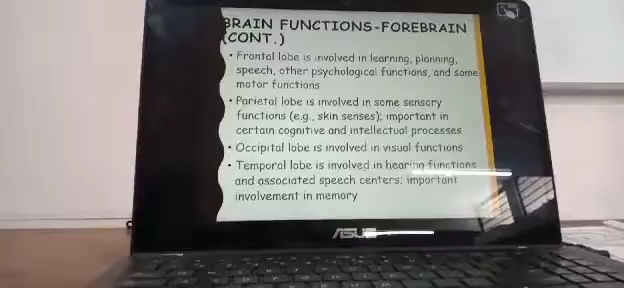 BRAIN FUNCTIONS-FOREBRAIN
(CONT.)
• Frontal lobe is involved in learning, planning,
speech, other psychological functions, and some
motor functions
• Parietal lobe is involved in some sensory
functions (e.g., skin senses); important in
certain cognitive and intellectual processes
• Occipital lobe is involved in visual functions
• Temporal lobe is involved in hearing functions
and associated speech centers; important
involvement in memory
ASUS